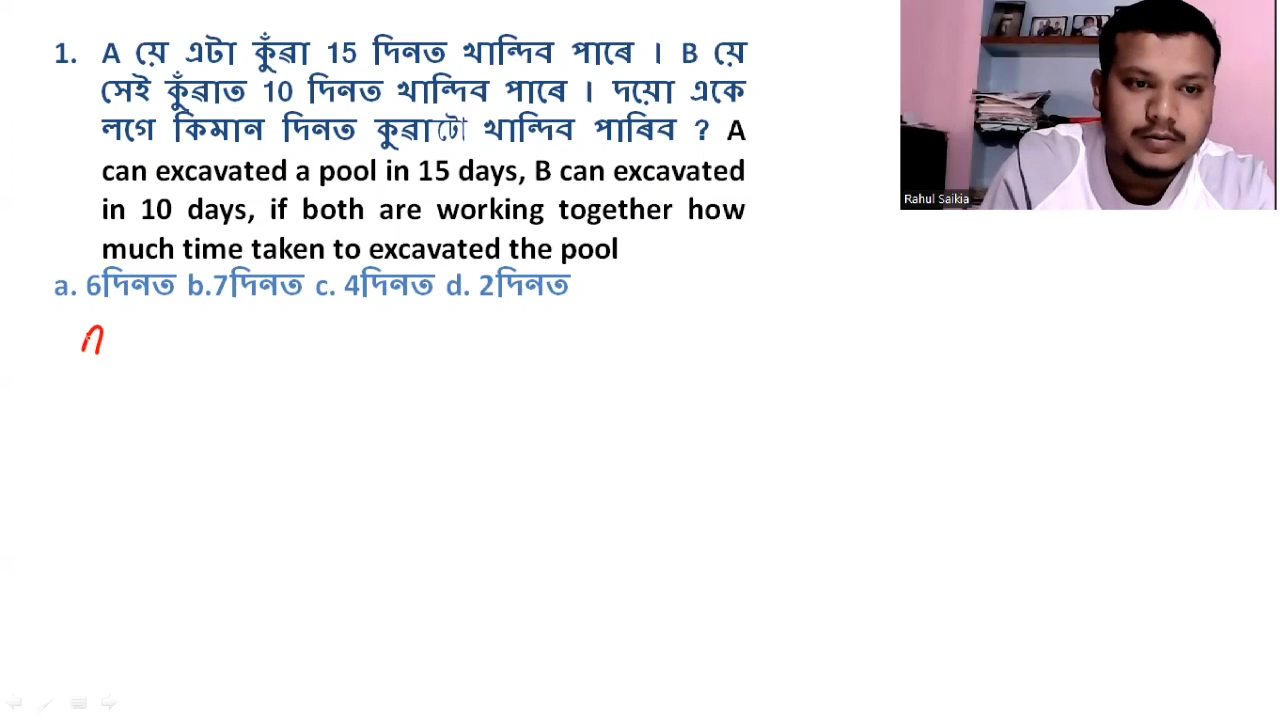 1. A য়ে এটা কুঁৱা 15 দিনত খান্দিব পাৰে । B য়ে
সেই কুঁৱাত 10 দিনত খান্দিব পাৰে । দয়ো একে
লগে কিমান দিনত কুৱাটো খান্দিব পাৰিব ? A
can excavated a pool in 15 days, B can excavated
in 10 days, if both are working together how
much time taken to excavated the pool
a. 6দিনত b.7দিনত c. 4দিনত d. 2দিনত
Rahul Saikia